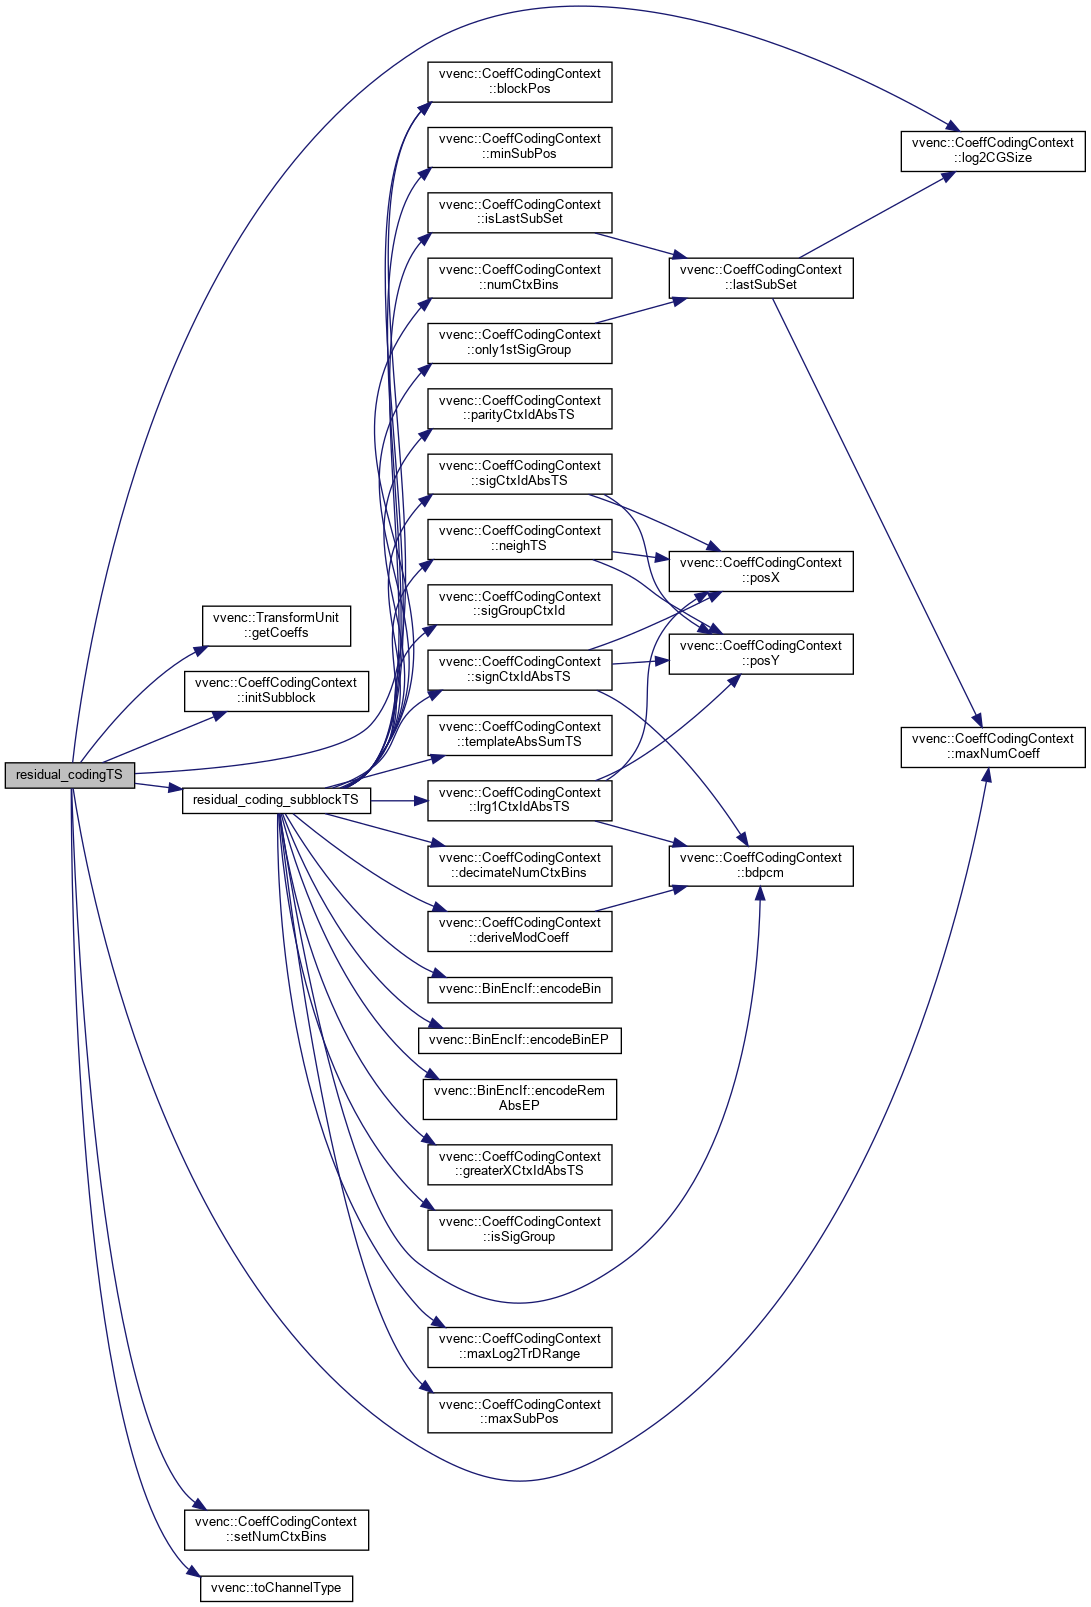 vvenc::CoeffCodingContext
::blockPos
vvenc::CoeffCodingContext
::minSubPos
vvenc::CoeffCodingContext
::log2CGSize
vvenc::CoeffCodingContext
::isLastSubSet
vvenc::CoeffCodingContext
::numCtxBins
vvenc::CoeffCodingContext
::lastSubSet
vvenc::CoeffCodingContext
::only1stSigGroup
vvenc::CoeffCodingContext
::parityCtxIdAbsTS
vvenc::CoeffCodingContext
::sigCtxIdAbsTS
vvenc::CoeffCodingContext
::neighTS
vvenc::CoeffCodingContext
::posX
vvenc::CoeffCodingContext
::sigGroupCtxId
vvenc::TransformUnit
::getCoeffs
vvenc::CoeffCodingContext
::posY
vvenc::CoeffCodingContext
::signCtxIdAbsTS
vvenc::CoeffCodingContext
::initSubblock
vvenc::CoeffCodingContext
::templateAbsSumTS
vvenc::CoeffCodingContext
::maxNumCoeff
residual_codingTS
residual_coding_subblockTS
vvenc::CoeffCodingContext
::lrg1CtxIdAbsTS
vvenc::CoeffCodingContext
::decimateNumCtxBins
vvenc::CoeffCodingContext
::bdpcm
vvenc::CoeffCodingContext
::deriveModCoeff
vvenc::BinEncIf::encodeBin
vvenc::BinEncIf::encodeBinEP
vvenc::BinEncIf::encodeRem
AbsEP
vvenc::CoeffCodingContext
::greaterXCtxIdAbsTS
vvenc::CoeffCodingContext
::isSigGroup
vvenc::CoeffCodingContext
::maxLog2TrDRange
vvenc::CoeffCodingContext
::maxSubPos
vvenc::CoeffCodingContext
::setNumCtxBins
vvenc::toChannelType